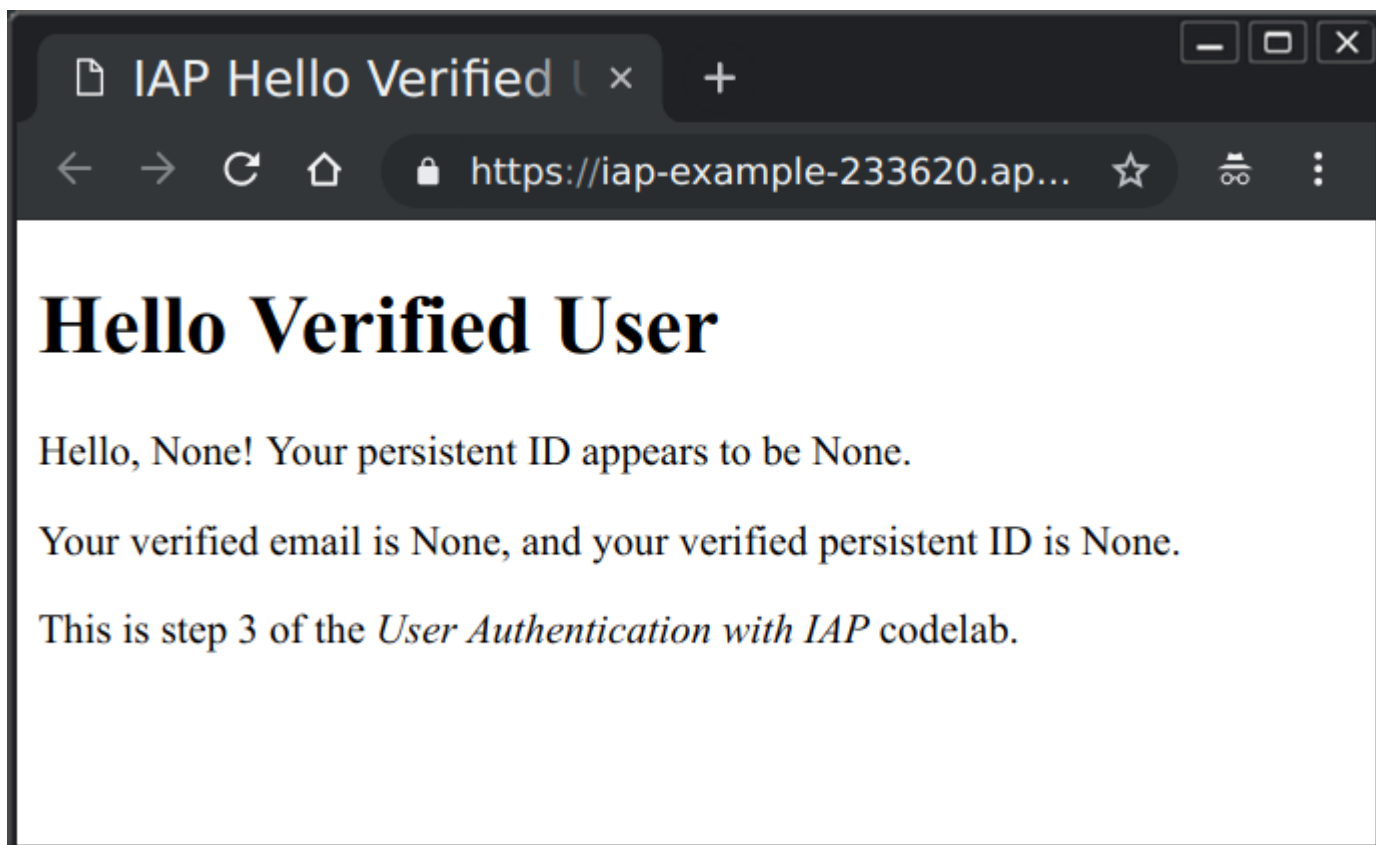 IAP Hello Verified
https://iap-example-233620.ap...
Hello Verified User
Hello, None! Your persistent ID appears to be None.
Your verified email is None, and your verified persistent ID is None.
This is step 3 of the User Authentication with IAP codelab.